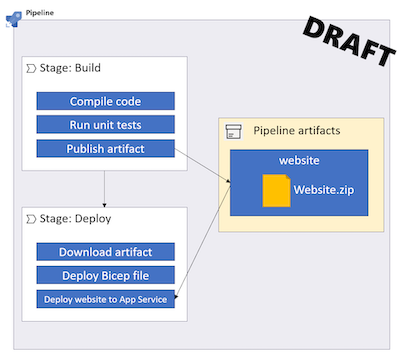 Pipeline
DRAFT
Stage: Build
Compile code
Run unit tests
Publish artifact
Pipeline artifacts
website
Website.zip
Stage: Deploy
Download artifact
Deploy Bicep file
Deploy website to App Service